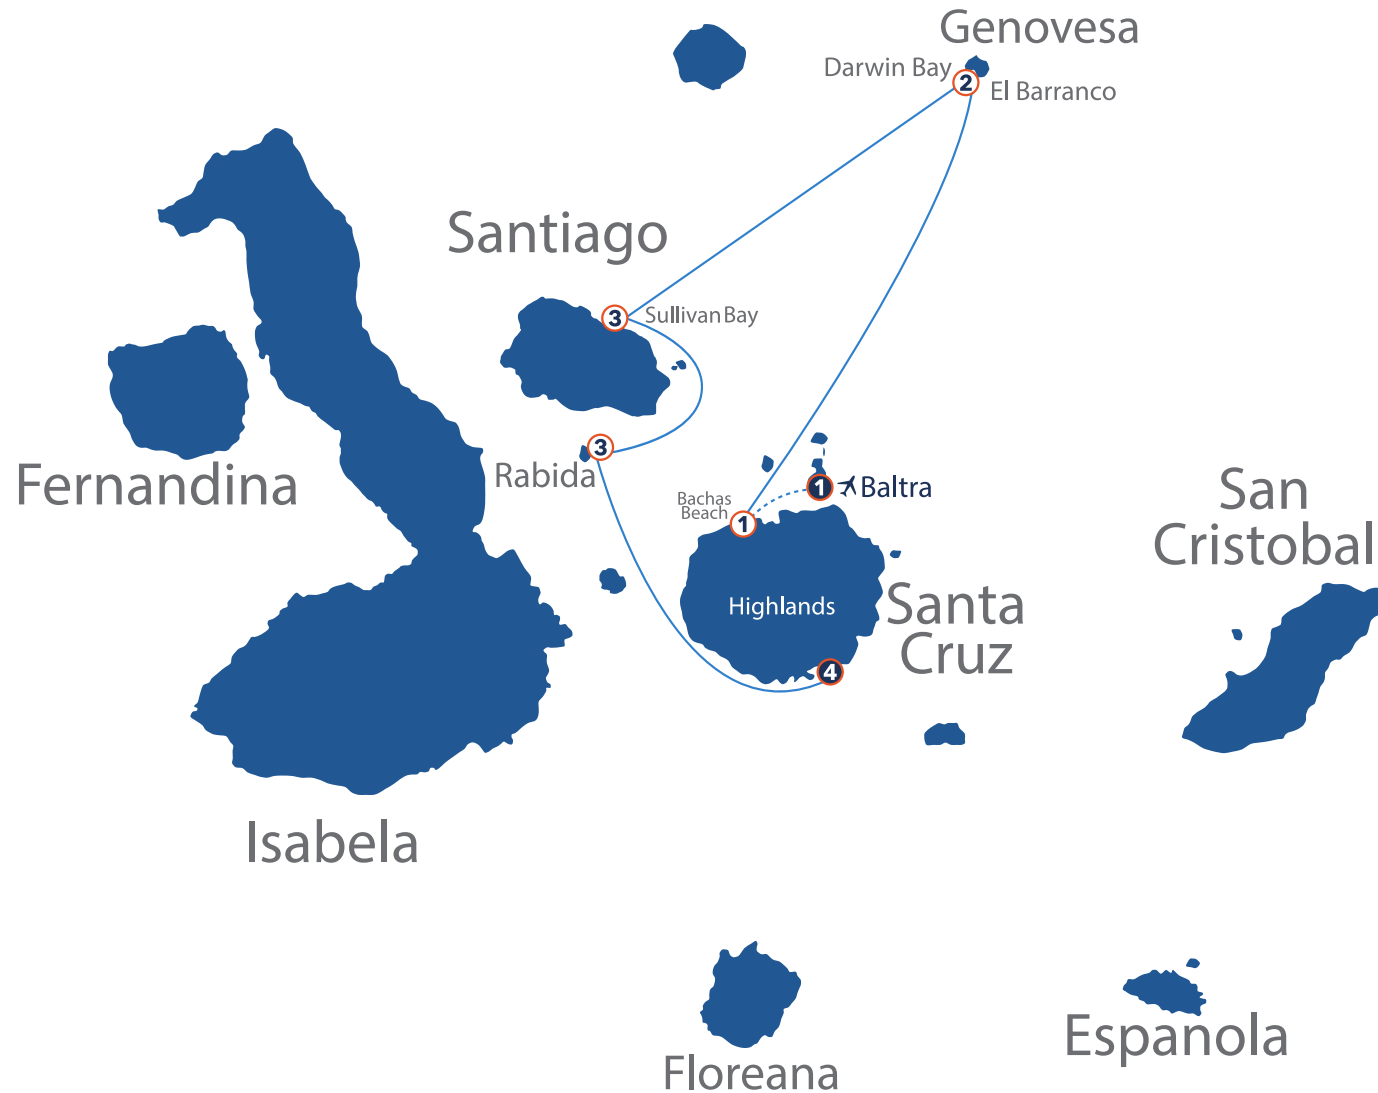 Genovesa
Darwin Bay
2
El Barranco
Santiago
3
Sullivan Bay
3
Rabida
Fernandina
1
Baltra
Bachas
Beach
1
San
Cristobal
Highlands
Santa
Cruz
4
Isabela
Espanola
Floreana